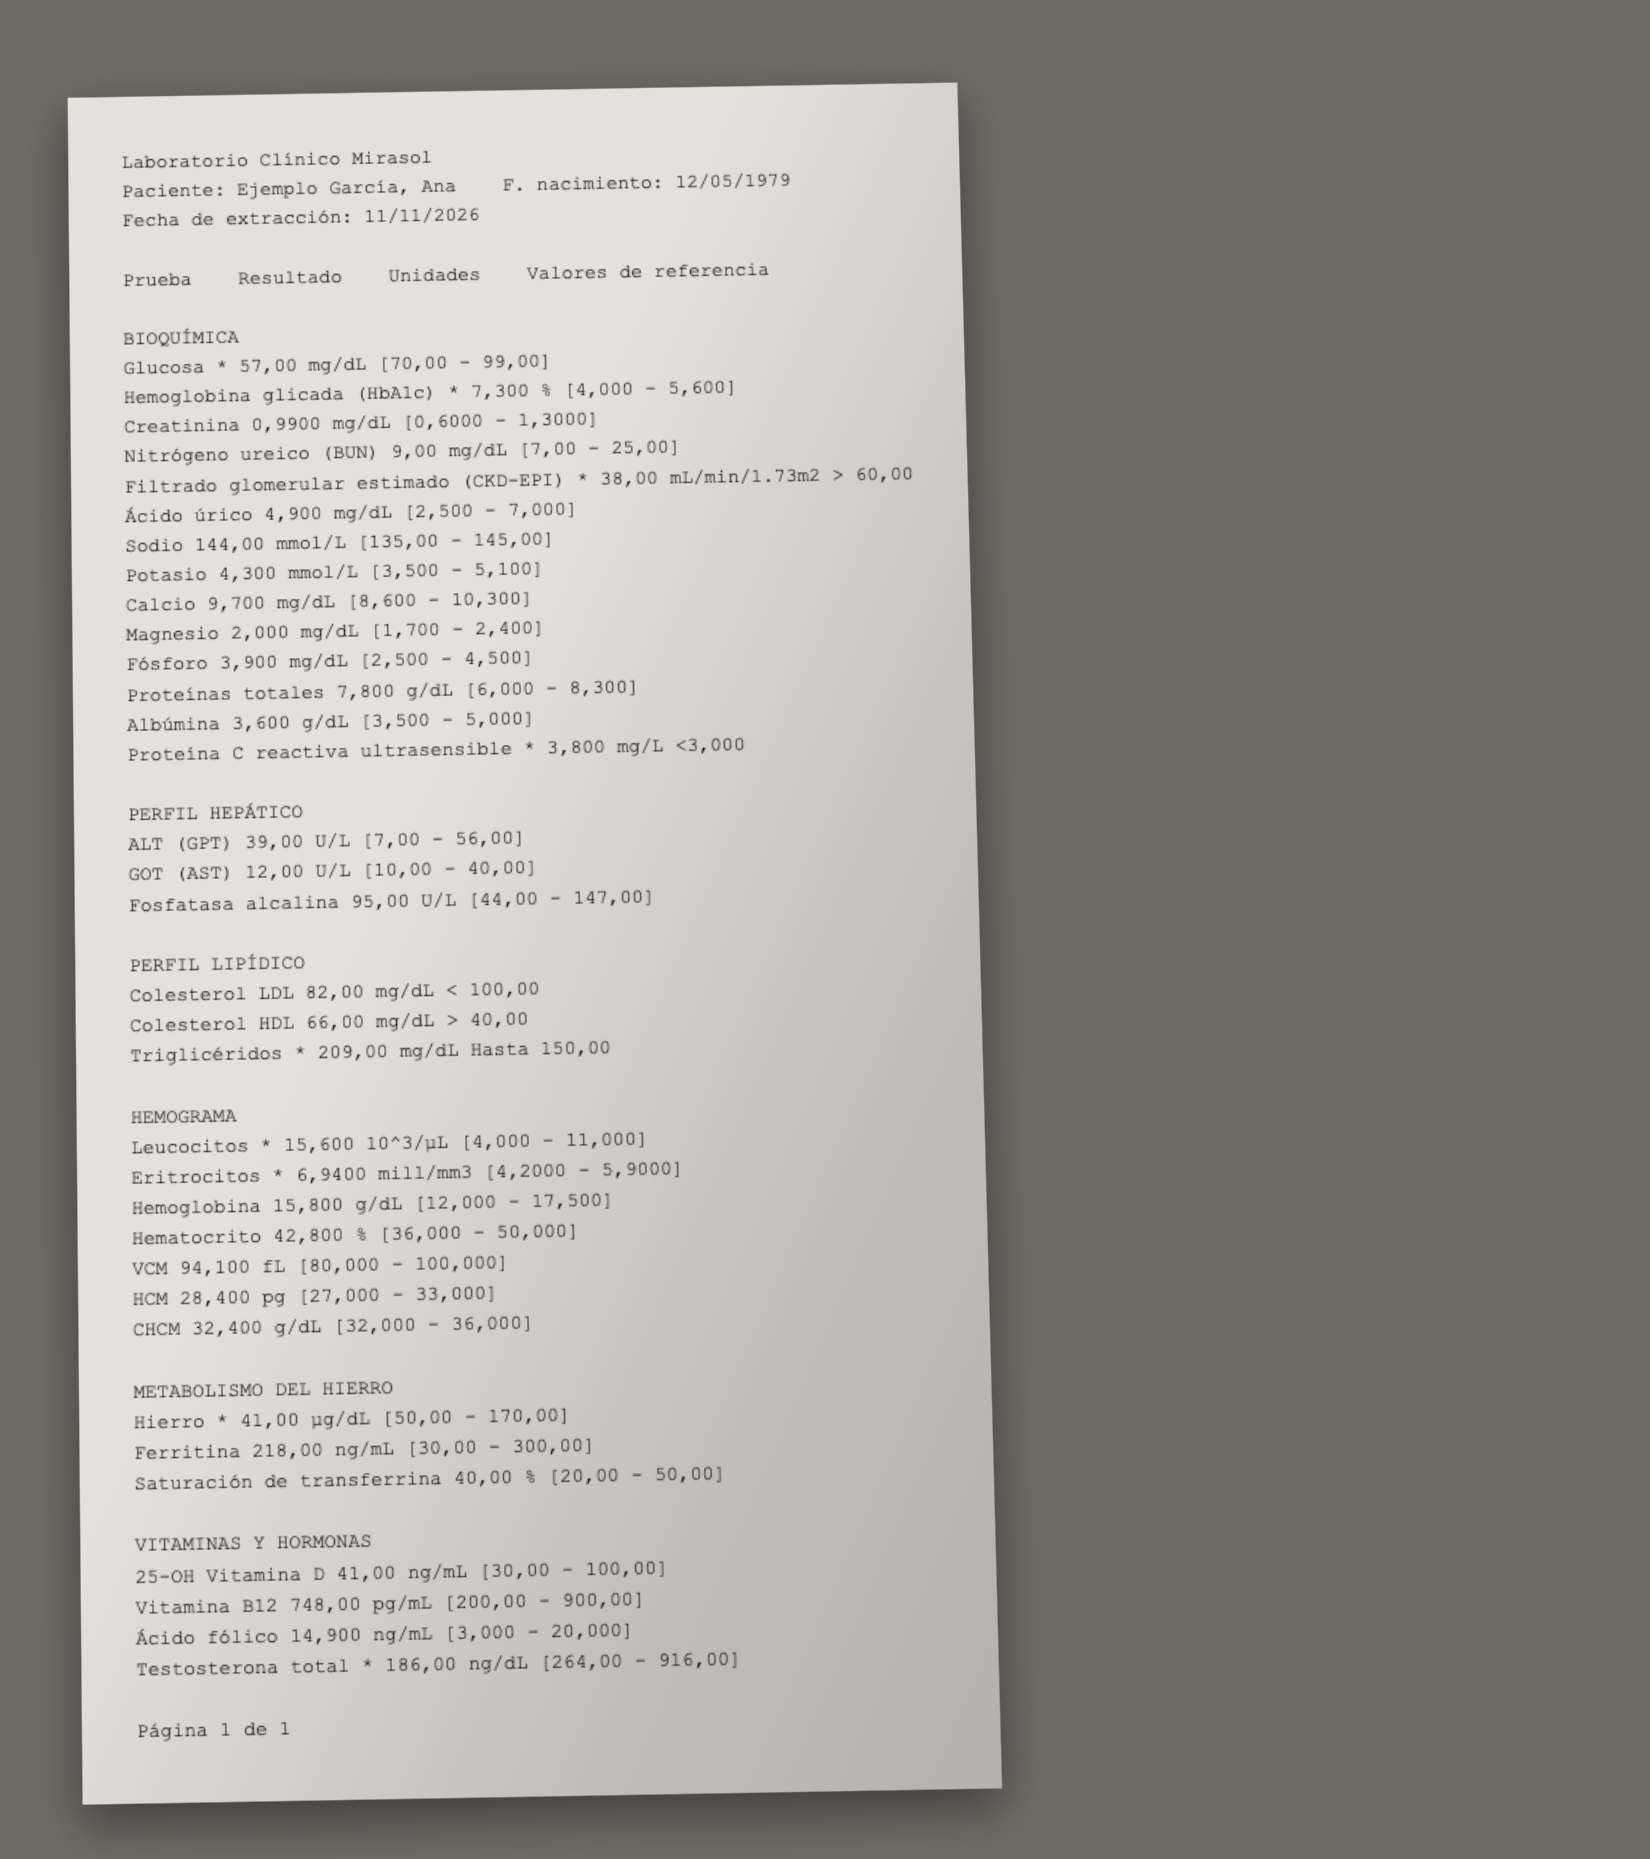 Laboratorio Clínico Mirasol
Paciente: Ejemplo García, Ana    F. nacimiento: 12/05/1979
Fecha de extracción: 11/11/2026
Prueba    Resultado    Unidades    Valores de referencia
BIOQUÍMICA
Glucosa * 57,00 mg/dL [70,00 - 99,00]
Hemoglobina glicada (HbA1c) * 7,300 % [4,000 - 5,600]
Creatinina 0,9900 mg/dL [0,6000 - 1,3000]
Nitrógeno ureico (BUN) 9,00 mg/dL [7,00 - 25,00]
Filtrado glomerular estimado (CKD-EPI) * 38,00 mL/min/1.73m2 > 60,00
Ácido úrico 4,900 mg/dL [2,500 - 7,000]
Sodio 144,00 mmol/L [135,00 - 145,00]
Potasio 4,300 mmol/L [3,500 - 5,100]
Calcio 9,700 mg/dL [8,600 - 10,300]
Magnesio 2,000 mg/dL [1,700 - 2,400]
Fósforo 3,900 mg/dL [2,500 - 4,500]
Proteínas totales 7,800 g/dL [6,000 - 8,300]
Albúmina 3,600 g/dL [3,500 - 5,000]
Proteína C reactiva ultrasensible * 3,800 mg/L <3,000
PERFIL HEPÁTICO
ALT (GPT) 39,00 U/L [7,00 - 56,00]
GOT (AST) 12,00 U/L [10,00 - 40,00]
Fosfatasa alcalina 95,00 U/L [44,00 - 147,00]
PERFIL LIPÍDICO
Colesterol LDL 82,00 mg/dL < 100,00
Colesterol HDL 66,00 mg/dL > 40,00
Triglicéridos * 209,00 mg/dL Hasta 150,00
HEMOGRAMA
Leucocitos * 15,600 10^3/µL [4,000 - 11,000]
Eritrocitos * 6,9400 mill/mm3 [4,2000 - 5,9000]
Hemoglobina 15,800 g/dL [12,000 - 17,500]
Hematocrito 42,800 % [36,000 - 50,000]
VCM 94,100 fL [80,000 - 100,000]
HCM 28,400 pg [27,000 - 33,000]
CHCM 32,400 g/dL [32,000 - 36,000]
METABOLISMO DEL HIERRO
Hierro * 41,00 µg/dL [50,00 - 170,00]
Ferritina 218,00 ng/mL [30,00 - 300,00]
Saturación de transferrina 40,00 % [20,00 - 50,00]
VITAMINAS Y HORMONAS
25-OH Vitamina D 41,00 ng/mL [30,00 - 100,00]
Vitamina B12 748,00 pg/mL [200,00 - 900,00]
Ácido fólico 14,900 ng/mL [3,000 - 20,000]
Testosterona total * 186,00 ng/dL [264,00 - 916,00]
Página 1 de 1